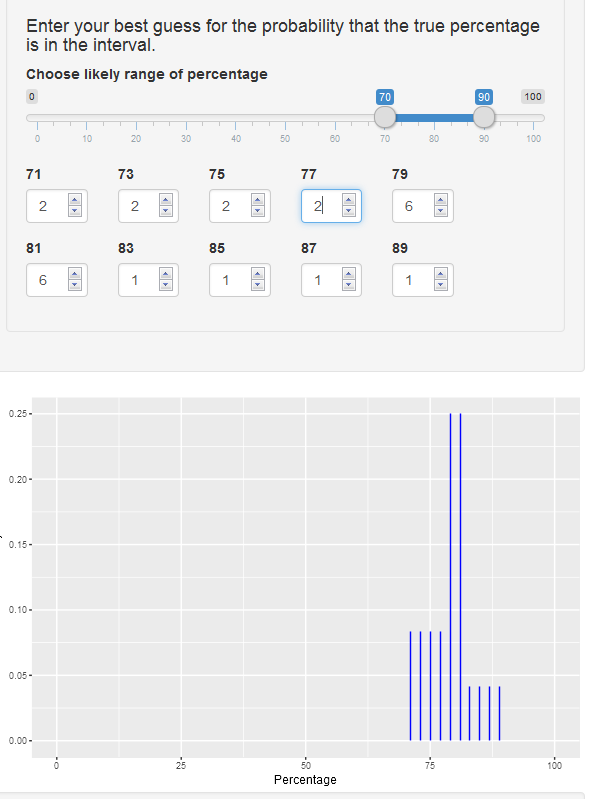 Enter your best guess for the probability that the true percentage
is in the interval.
Choose likely range of percentage
0 70 90 100
0 10 20 30 40 50 60 70 80 90 100
71 73 75 77 79
2 2 2 2 6
81 83 85 87 89
6 1 1 1 1
0.25
0.20
0.15
0.10
0.05
0.00
0 25 50 75 100
Percentage